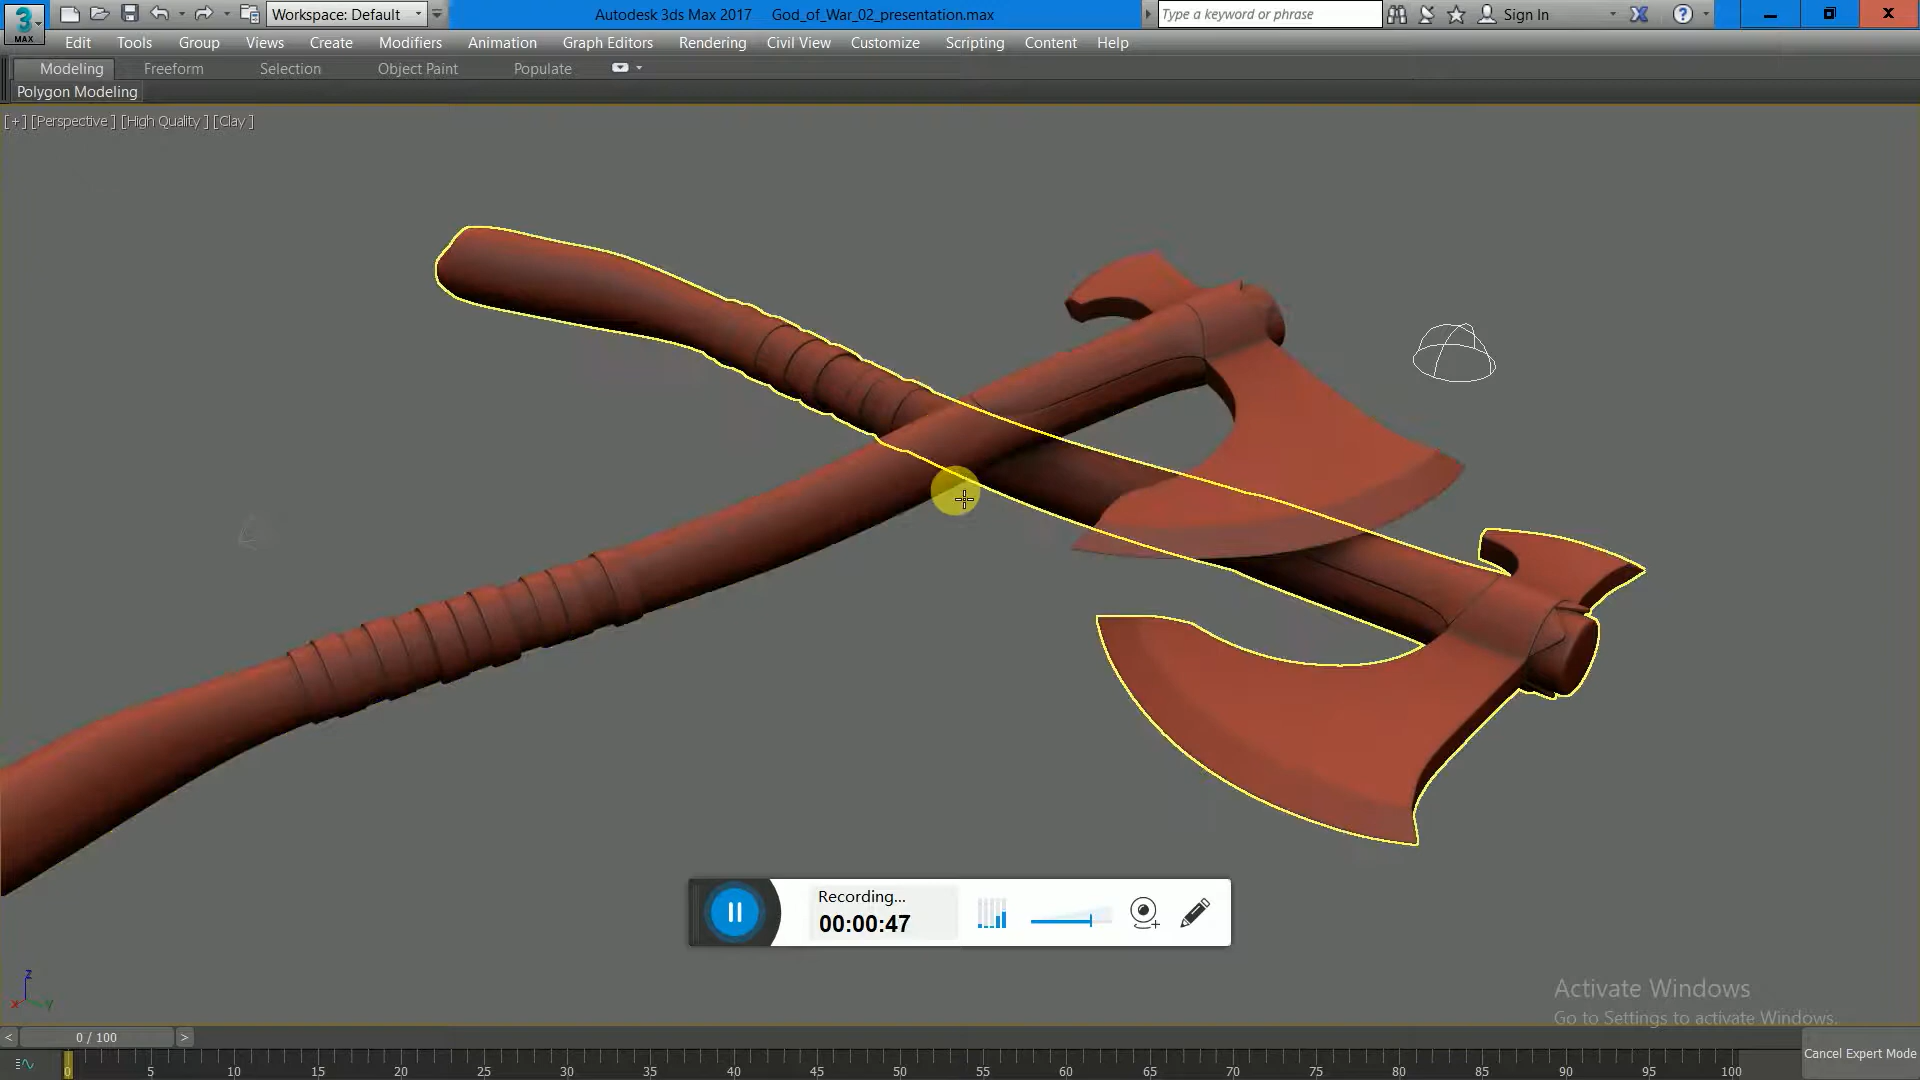 3 Workspace: Default Autodesk 3ds Max 2017 God_of_War_02_presentation.max Type a keyword or phrase Sign In
MAX
Edit Tools Group Views Create Modifiers Animation Graph Editors Rendering Civil View Customize Scripting Content Help
Modeling Freeform Selection Object Paint Populate
Polygon Modeling
[+] [Perspective ] [High Quality ] [Clay ]
Recording...
00:00:47
z
x y
Activate Windows
Go to Settings to activate Windows.
< 0 / 100 >
Cancel Expert Mode
0 5 10 15 20 25 30 35 40 45 50 55 60 65 70 75 80 85 90 95 100